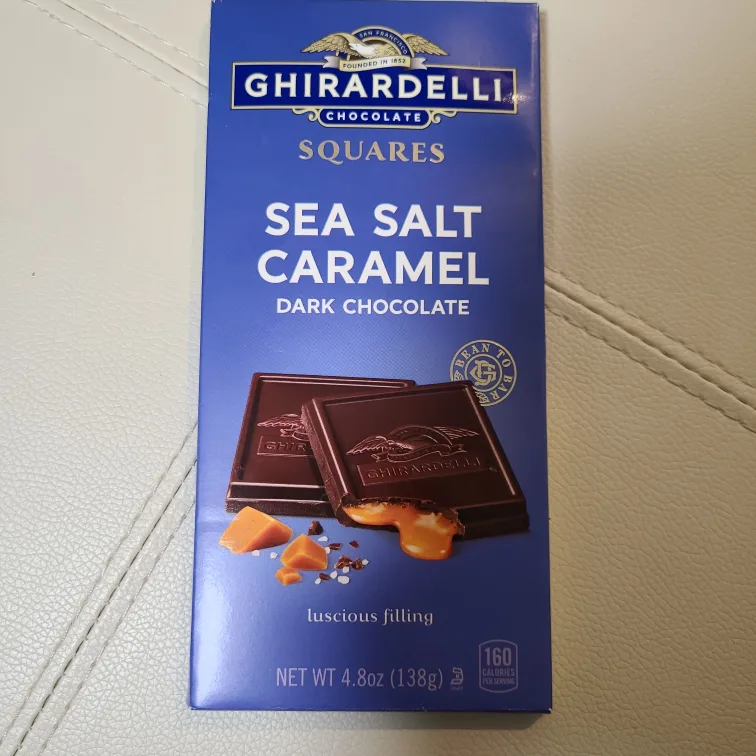 SAN FRANCISCO
FOUNDED IN 1852
GHIRARDELLI
CHOCOLATE
SQUARES
SEA SALT
CARAMEL
DARK CHOCOLATE
BEAN TO BAR
GHIRARDELLI
luscious filling
NET WT 4.8oz (138g)
160
CALORIES
PER SERVING